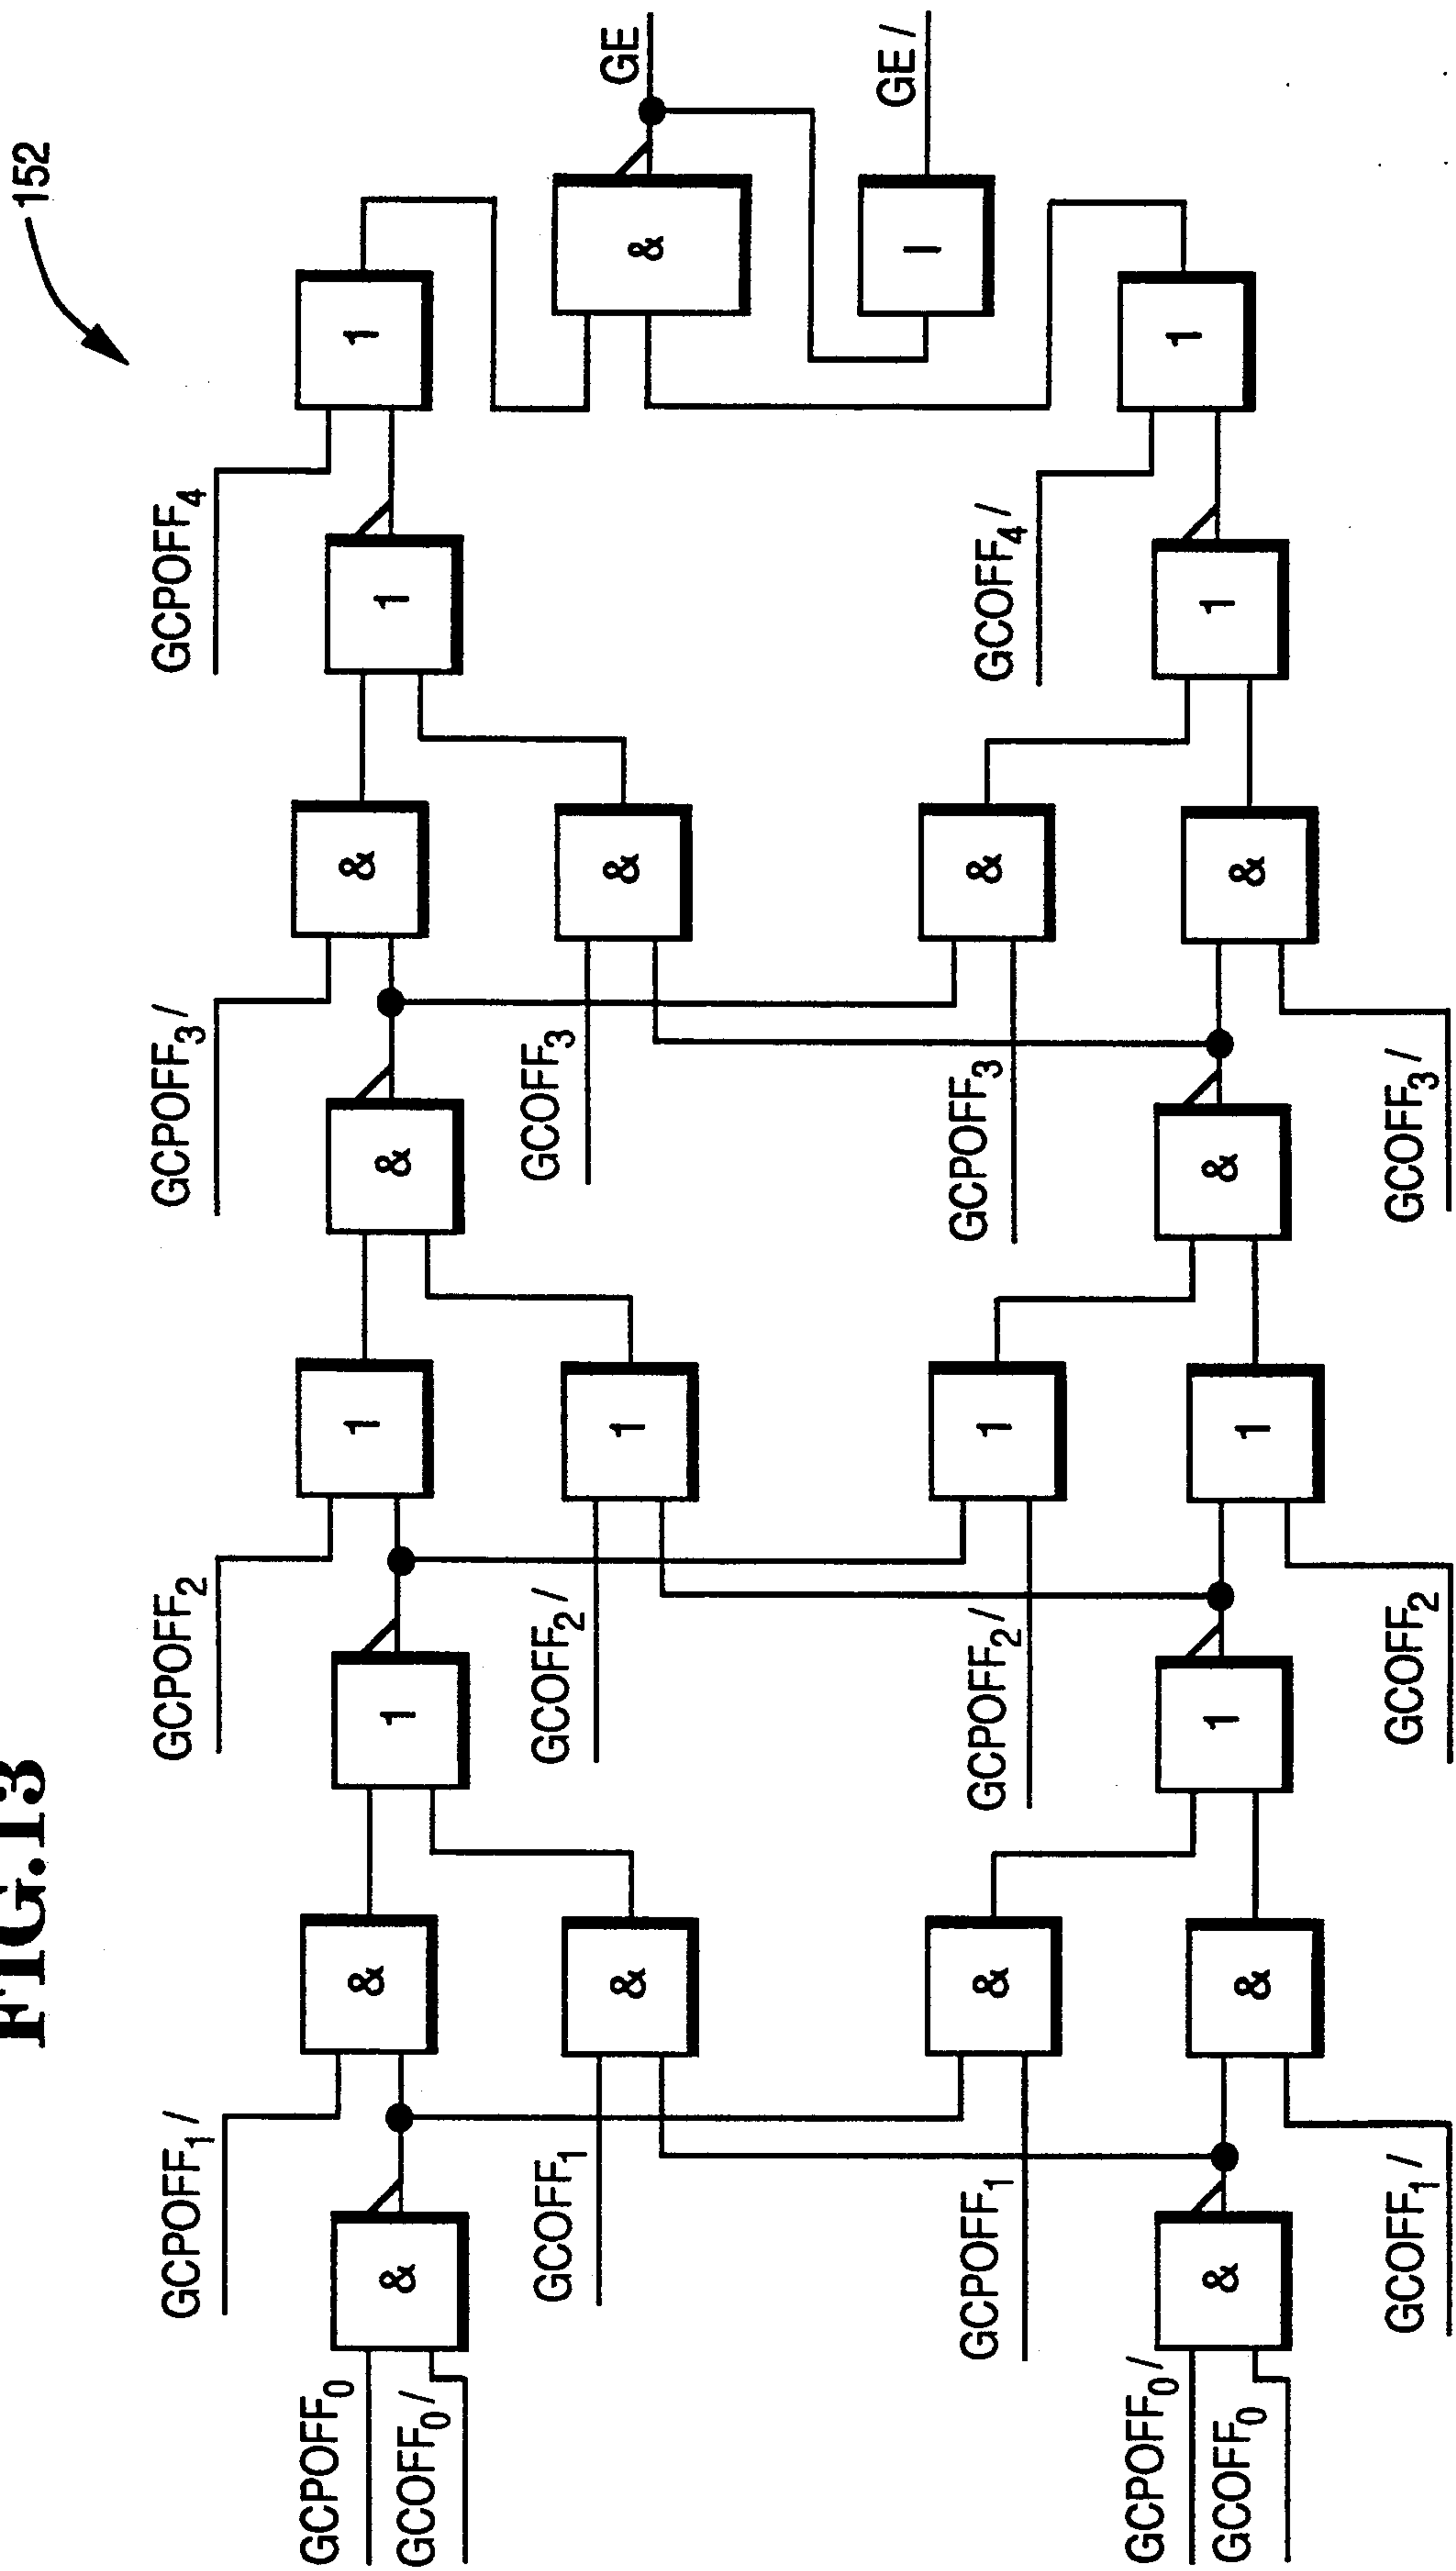 FIG.13
152
GCPOFF₀
GCOFF₀/
GCPOFF₁/
&
&
1
GCPOFF₂
1
&
GCPOFF₃/
&
1
GCPOFF₄
1
GCOFF₁
&
GCOFF₂/
1
GCOFF₃
&
&
GE
1
GE/
GCPOFF₁
&
GCPOFF₂/
1
GCPOFF₃
&
GCPOFF₀/
GCOFF₀
&
&
1
1
&
&
1
GCOFF₄/
1
GCOFF₁/
GCOFF₂
GCOFF₃/